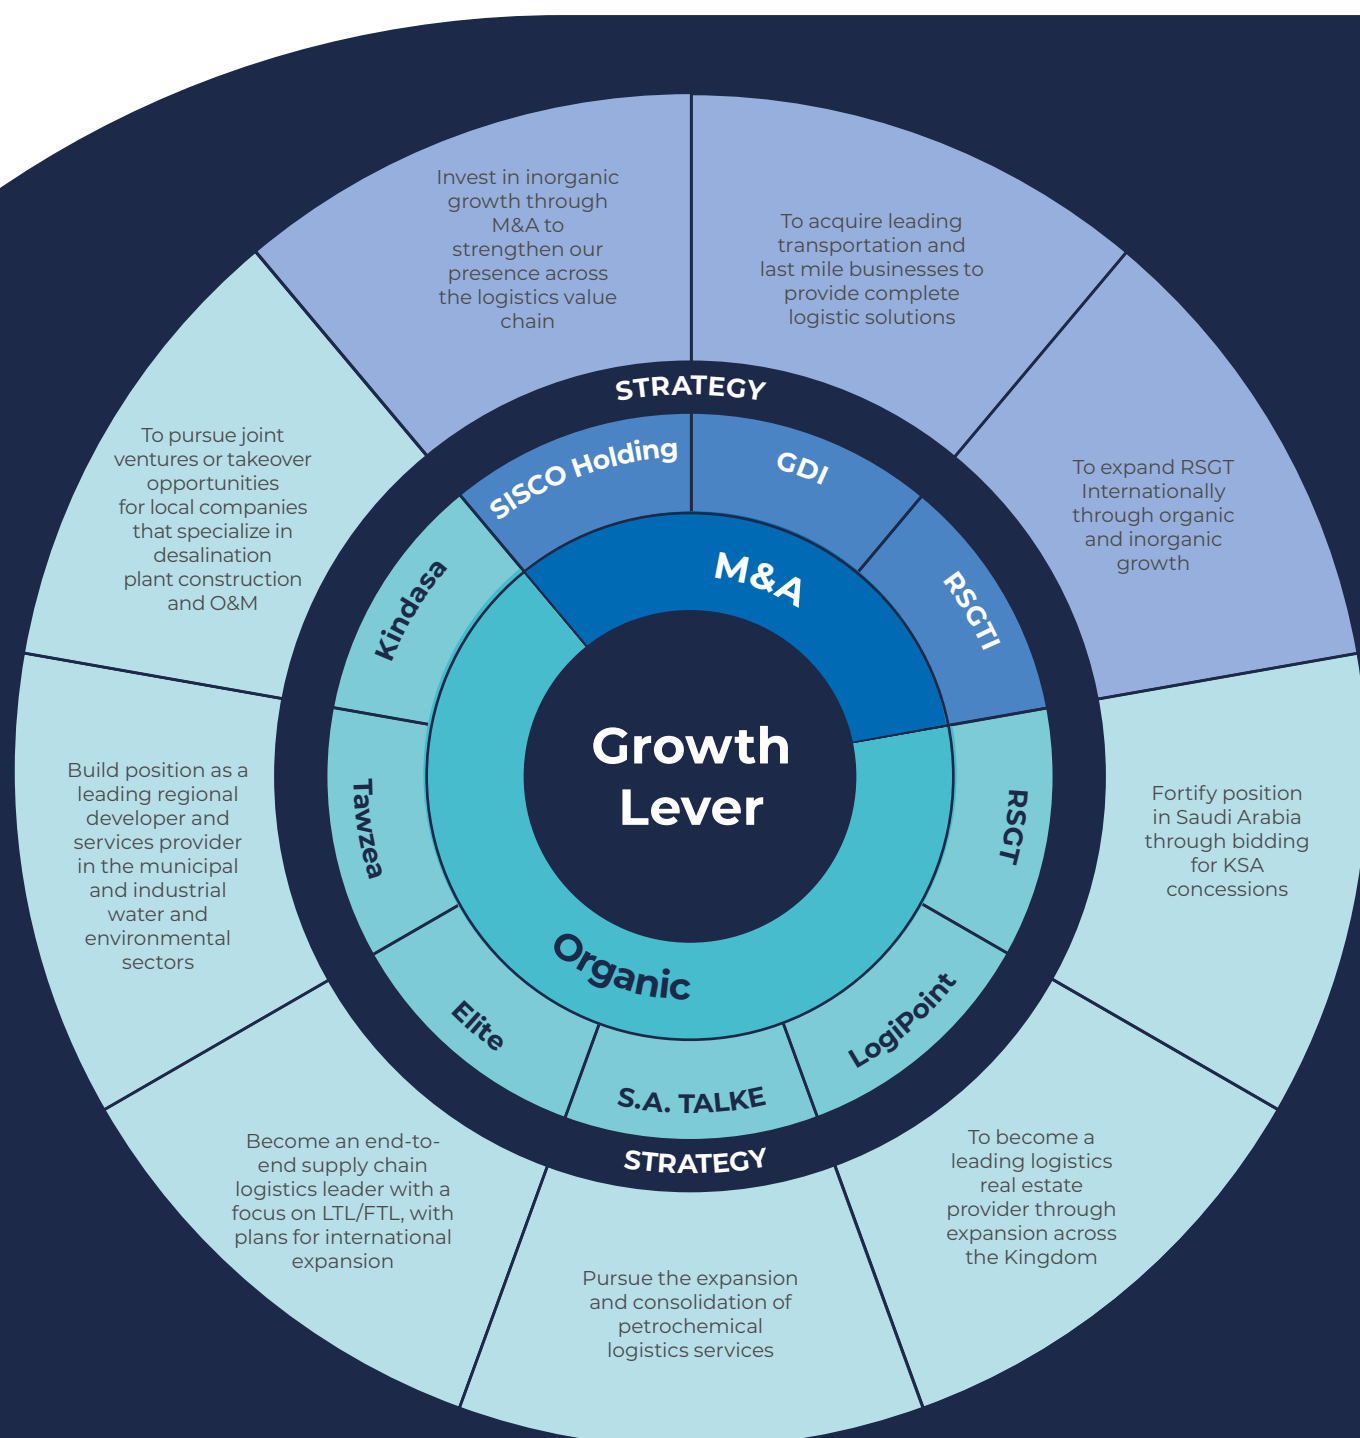 Invest in inorganic
growth through
M&A to
strengthen our
presence across
the logistics value
chain
To acquire leading
transportation and
last mile businesses to
provide complete
logistic solutions
To expand RSGT
Internationally
through organic
and inorganic
growth
Fortify position
in Saudi Arabia
through bidding
for KSA
concessions
To become a
leading logistics
real estate
provider through
expansion across
the Kingdom
Pursue the expansion
and consolidation of
petrochemical
logistics services
Become an end-to-
end supply chain
logistics leader with a
focus on LTL/FTL, with
plans for international
expansion
Build position as a
leading regional
developer and
services provider
in the municipal
and industrial
water and
environmental
sectors
To pursue joint
ventures or takeover
opportunities
for local companies
that specialize in
desalination
plant construction
and O&M
STRATEGY
SISCO Holding
GDI
RSGTI
RSGT
LogiPoint
S.A. TALKE
Elite
Tawzea
Kindasa
STRATEGY
M&A
Organic
Growth
Lever